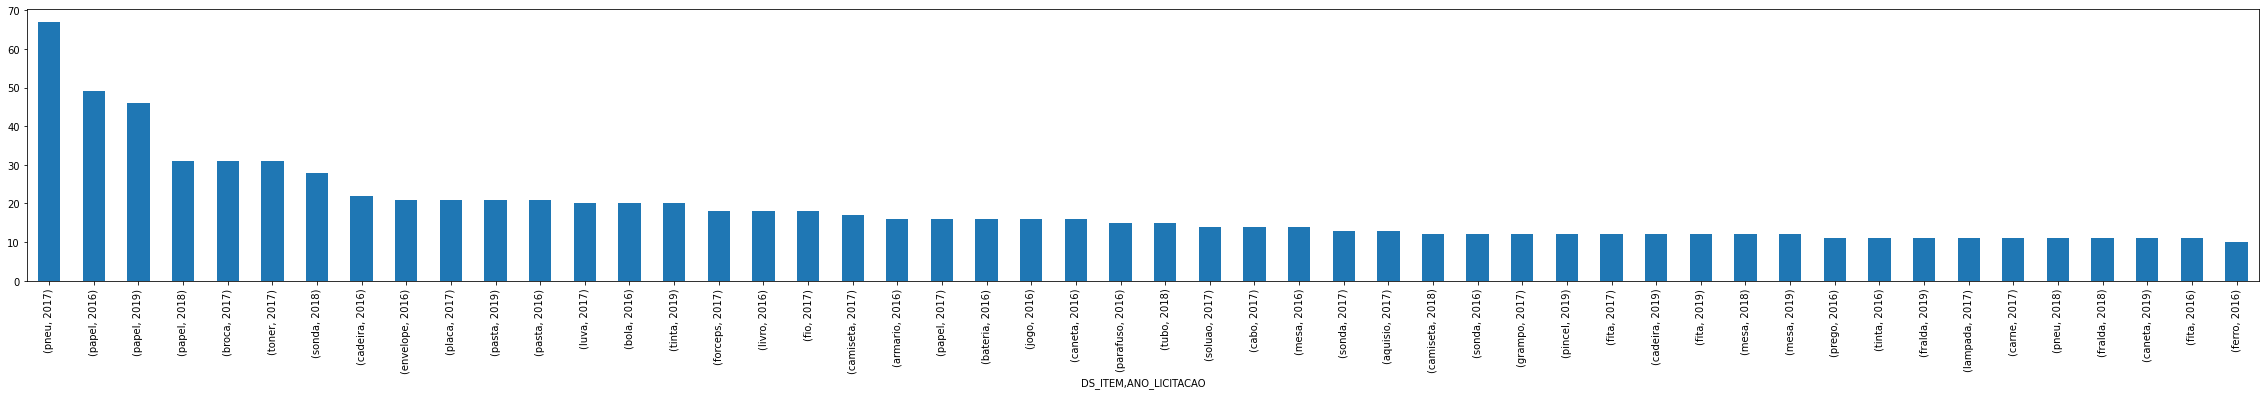 70
60
50
40
30
20
10
0
(pneu, 2017)
(papel, 2016)
(papel, 2019)
(papel, 2018)
(broca, 2017)
(toner, 2017)
(sonda, 2018)
(cadeira, 2016)
(envelope, 2016)
(placa, 2017)
(pasta, 2019)
(pasta, 2016)
(luva, 2017)
(bola, 2016)
(tinta, 2019)
(forceps, 2017)
(livro, 2016)
(fio, 2017)
(camiseta, 2017)
(armario, 2016)
(papel, 2017)
(bateria, 2016)
(jogo, 2016)
(caneta, 2016)
(parafuso, 2016)
(tubo, 2018)
(soluao, 2017)
(cabo, 2017)
(mesa, 2016)
(sonda, 2017)
(aquisio, 2017)
(camiseta, 2018)
(sonda, 2016)
(grampo, 2017)
(pincel, 2019)
(fita, 2017)
(cadeira, 2019)
(fita, 2019)
(mesa, 2018)
(mesa, 2019)
(prego, 2016)
(tinta, 2016)
(fralda, 2019)
(lampada, 2017)
(carne, 2017)
(pneu, 2018)
(fralda, 2018)
(caneta, 2019)
(fita, 2016)
(ferro, 2016)
DS_ITEM,ANO_LICITACAO